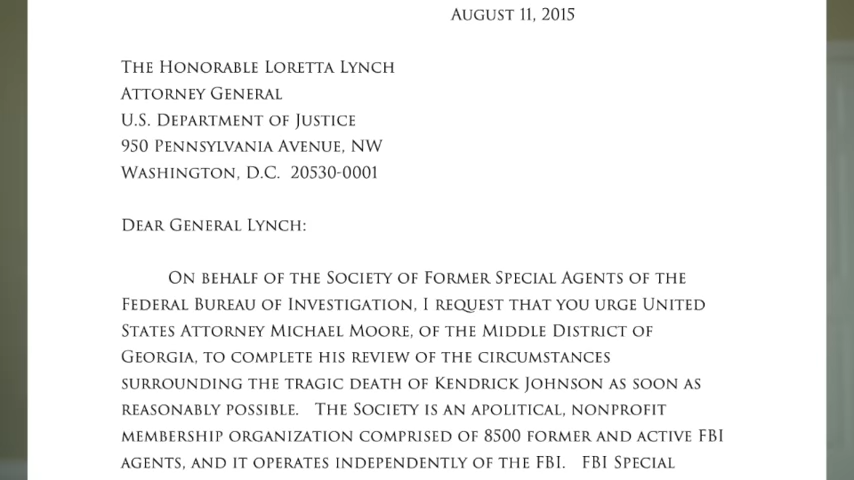 August 11, 2015
The Honorable Loretta Lynch
Attorney General
U.S. Department of Justice
950 Pennsylvania Avenue, NW
Washington, D.C. 20530-0001
Dear General Lynch:
On behalf of the Society of Former Special Agents of the
Federal Bureau of Investigation, I request that you urge United
States Attorney Michael Moore, of the Middle District of
Georgia, to complete his review of the circumstances
surrounding the tragic death of Kendrick Johnson as soon as
reasonably possible. The Society is an apolitical, nonprofit
membership organization comprised of 8500 former and active FBI
agents, and it operates independently of the FBI. FBI Special